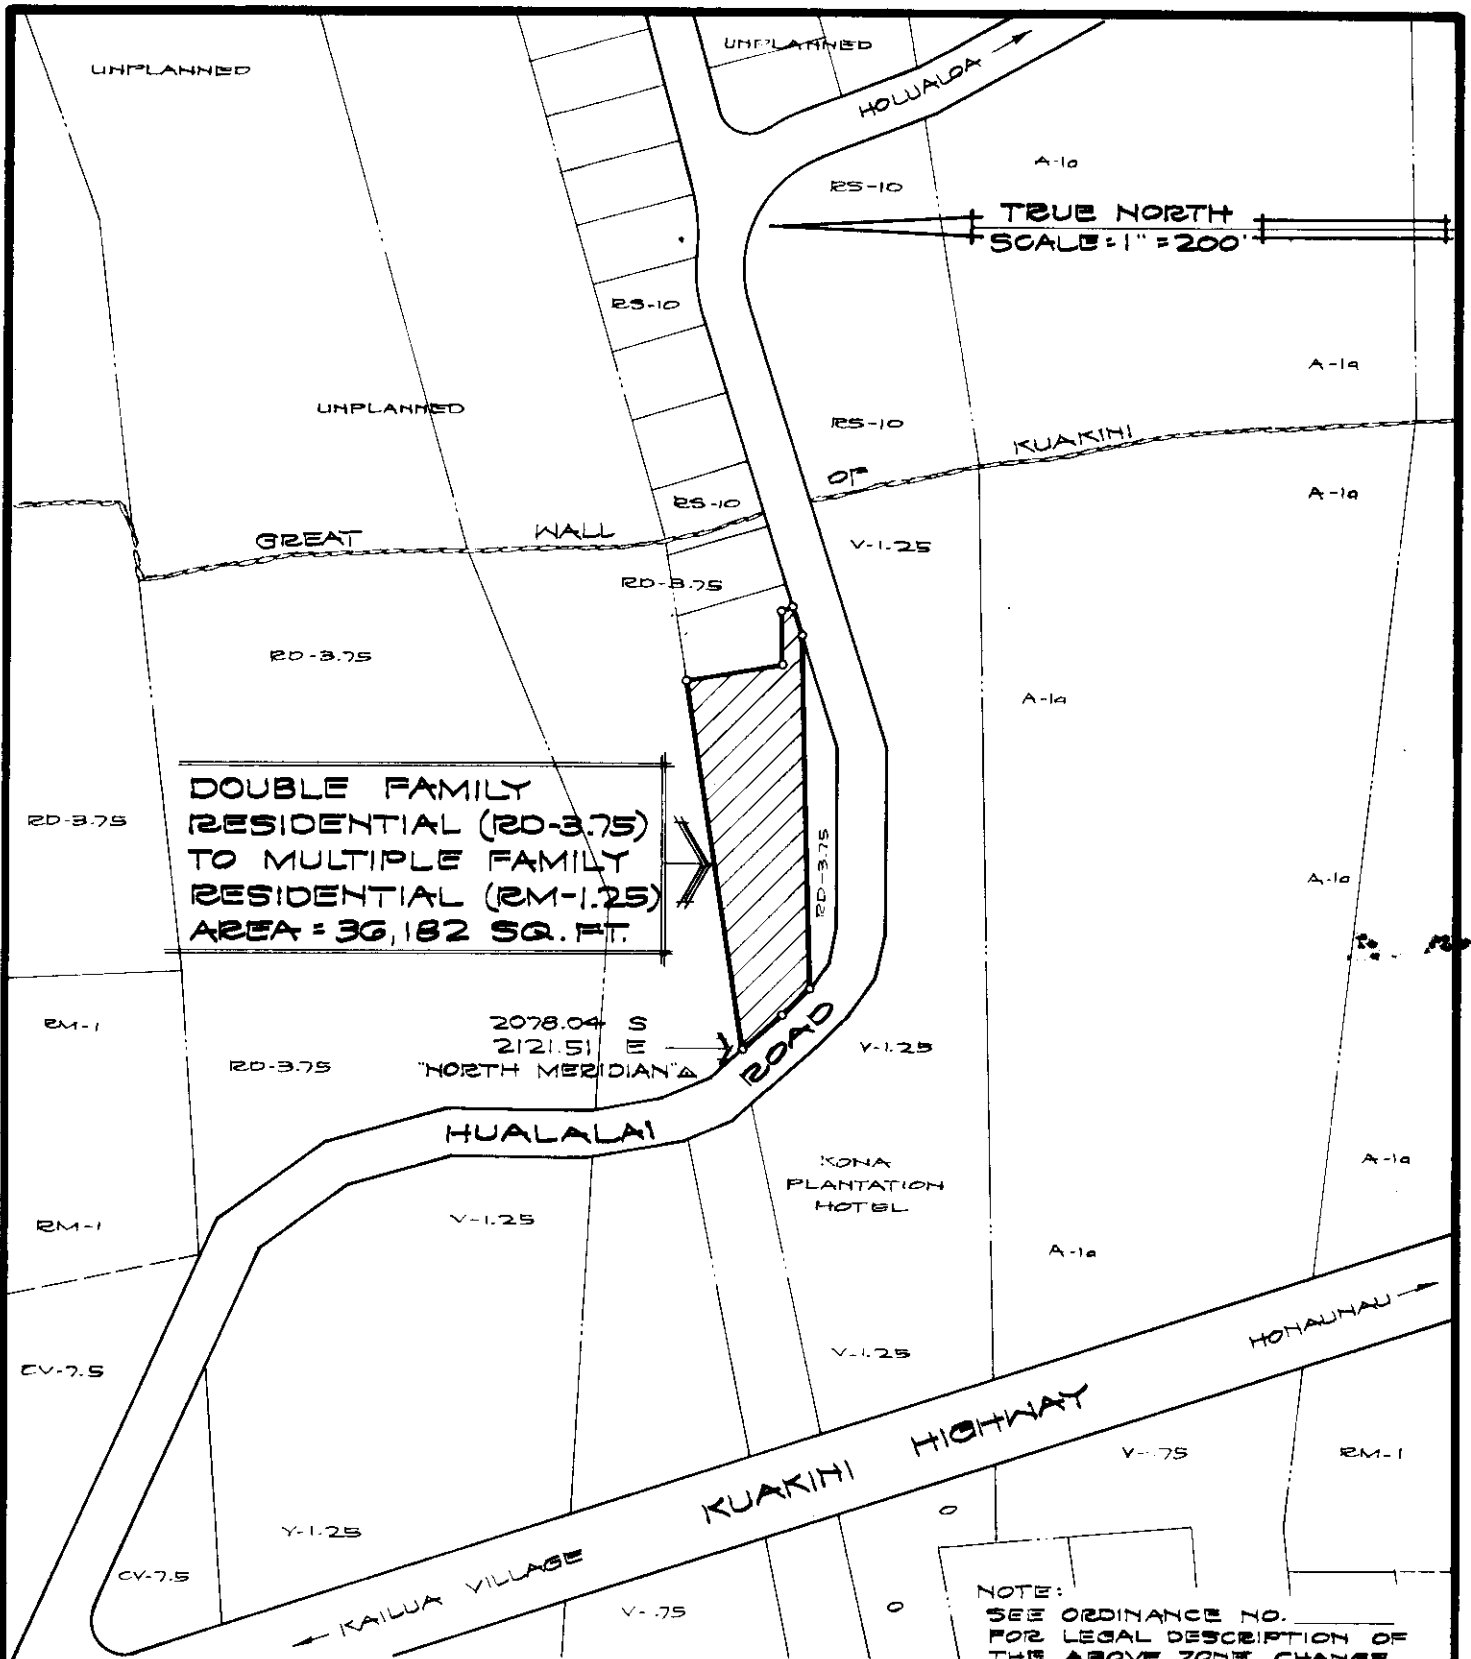 UNPLANNED
UNPLANNED
HOLUALOA
A-1a
RS-10
TRUE NORTH
SCALE: 1" = 200'
RS-10
A-1a
UNPLANNED
RS-10
KUAKINI
OF
RS-10
A-1a
GREAT WALL
V-1.25
RD-3.75
RD-3.75
A-1a
DOUBLE FAMILY
RESIDENTIAL (RD-3.75)
TO MULTIPLE FAMILY
RESIDENTIAL (RM-1.25)
AREA = 36,182 SQ. FT.
RD-3.75
RD-3.75
A-1a
RM-1
2078.04 S
2121.51 E
"NORTH MERIDIAN"
RD-3.75
ROAD
V-1.25
HUALALAI
KONA
PLANTATION
HOTEL
A-1a
RM-1
V-1.25
A-1a
HONAUNAU
CV-7.5
V-1.25
KUAKINI HIGHWAY
V-.75
RM-1
V-1.25
CV-7.5
KAILUA VILLAGE
V-.75
O
O
NOTE:
SEE ORDINANCE NO.
FOR LEGAL DESCRIPTION OF
THE ABOVE ZONE CHANGE